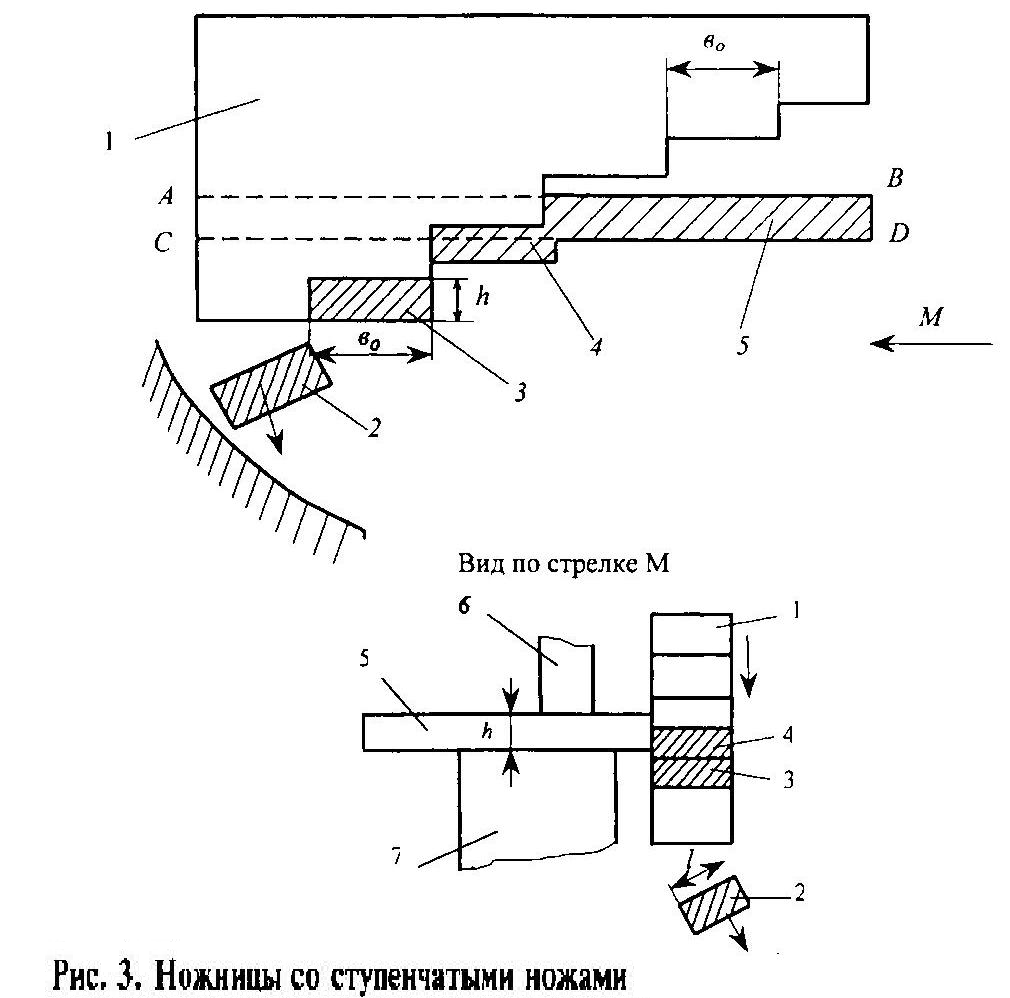 в₀
1
A
B
C
D
h
M
в₀
4
5
3
2
Вид по стрелке М
6
1
5
h
4
3
7
l
2
Рис. 3. Ножницы со ступенчатыми ножами